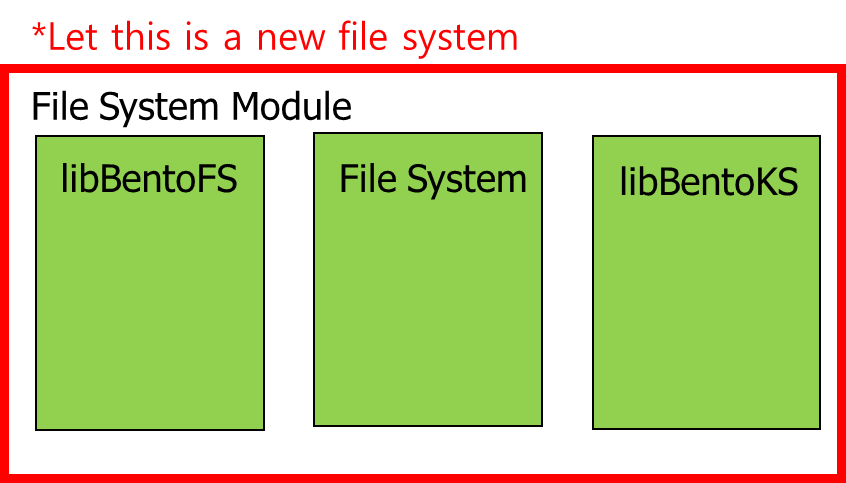 *Let this is a new file system
File System Module
libBentoFS
File System
libBentoKS